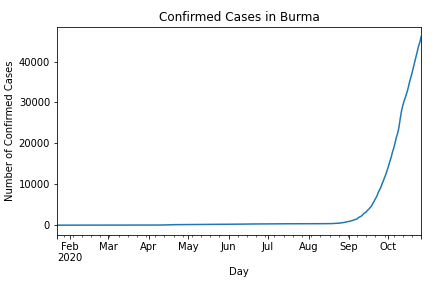 Confirmed Cases in Burma
Number of Confirmed Cases
40000
30000
20000
10000
0
Feb Mar Apr May Jun Jul Aug Sep Oct
2020
Day